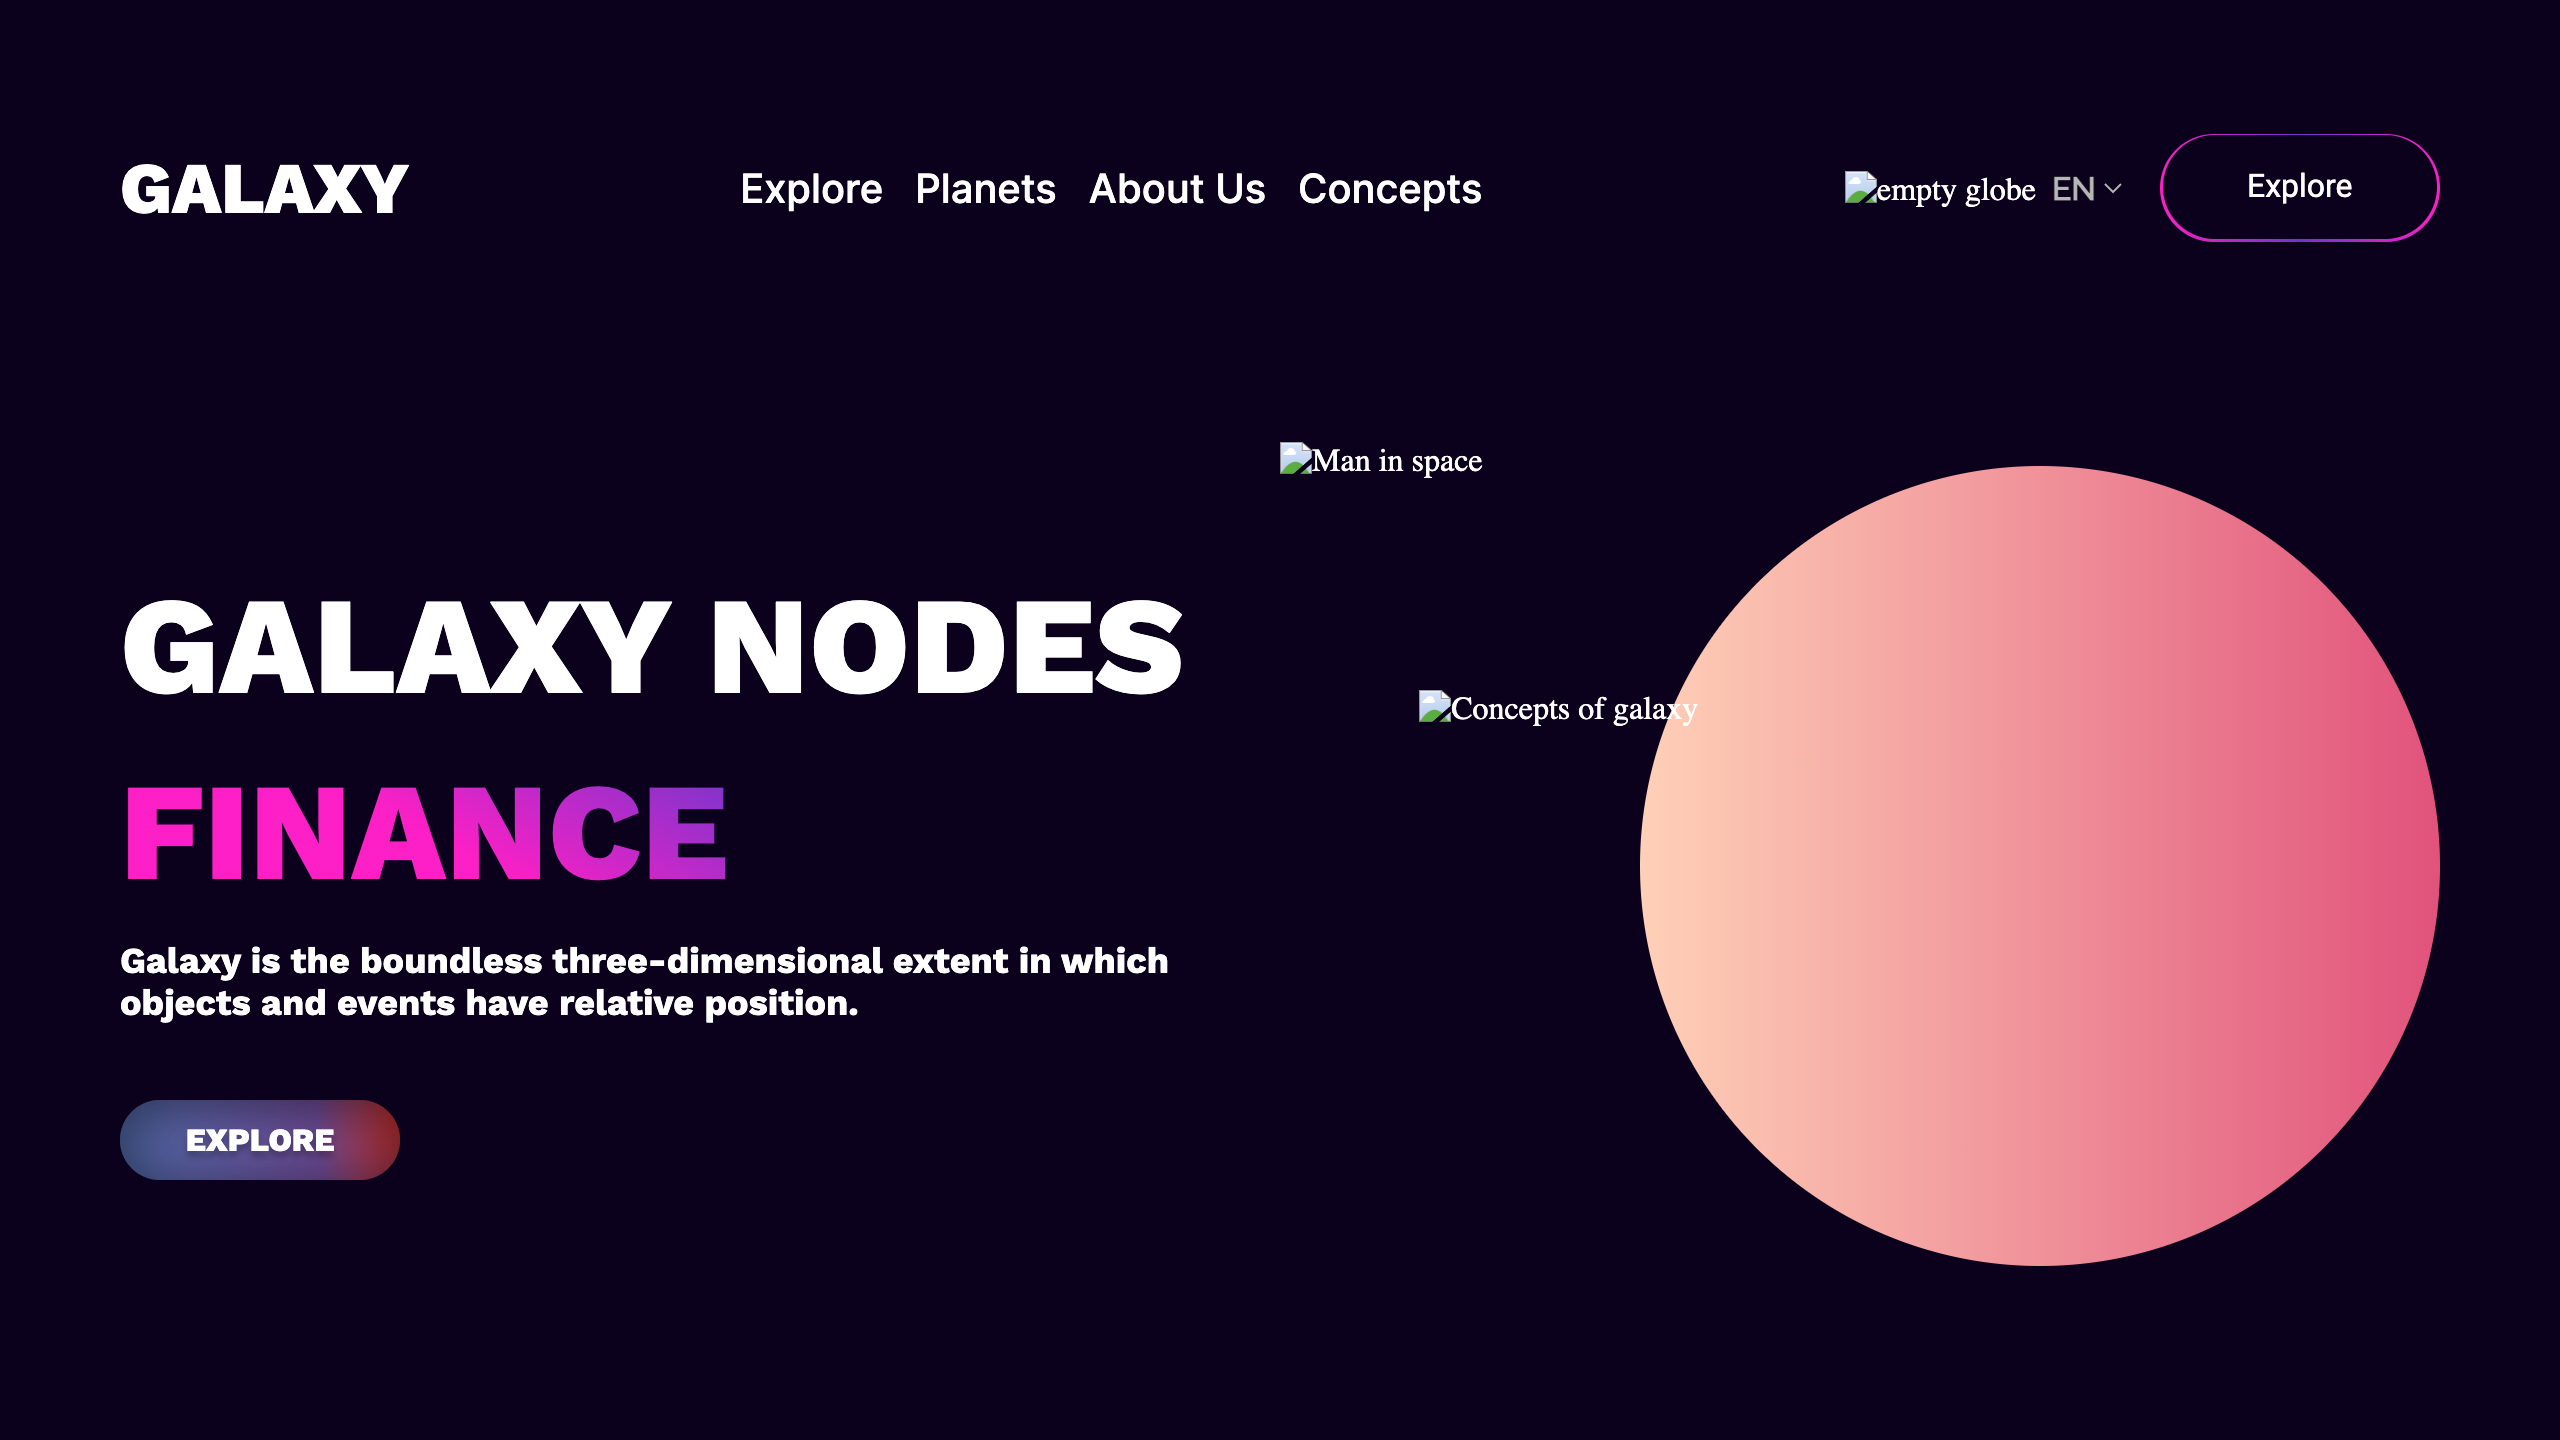 GALAXY
Explore Planets About Us Concepts
empty globe EN
Explore
Man in space
GALAXY NODES
Concepts of galaxy
FINANCE
Galaxy is the boundless three-dimensional extent in which
objects and events have relative position.
EXPLORE